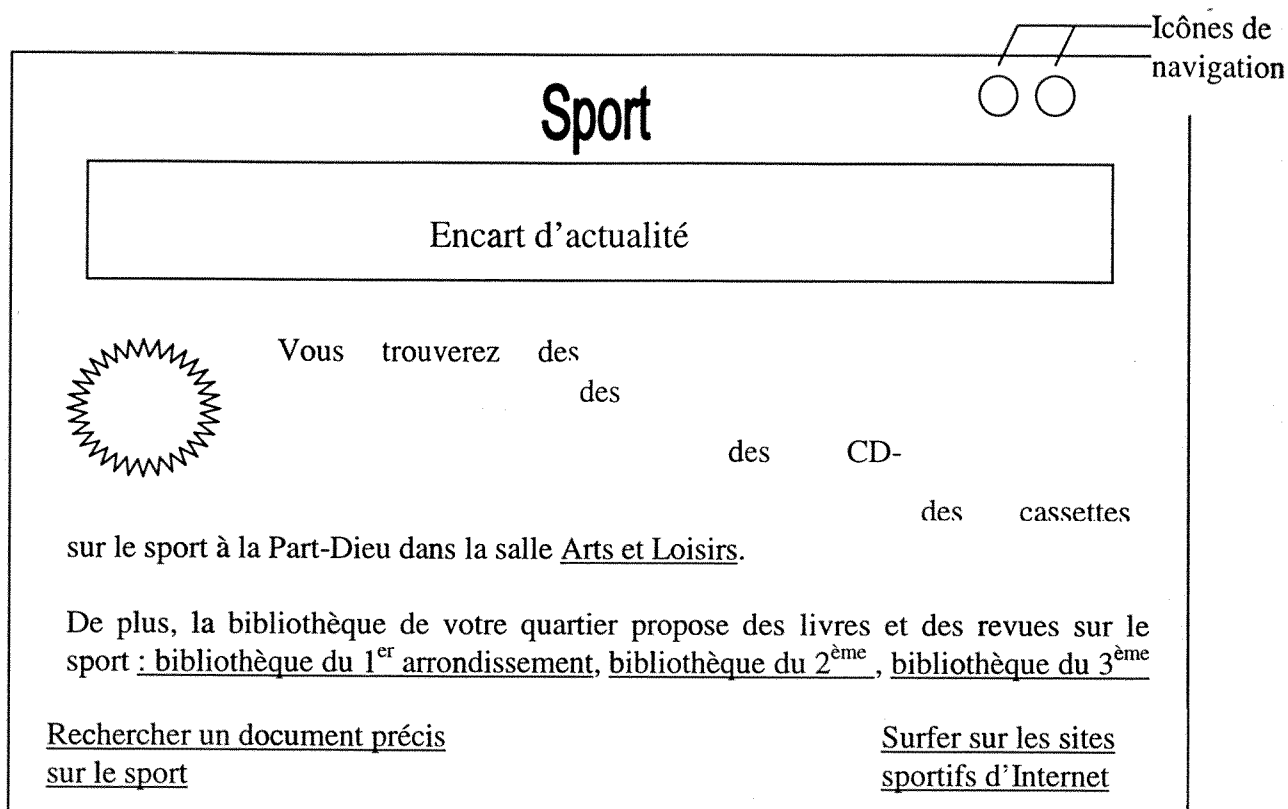 Icônes de
navigation
Sport
Encart d'actualité
Vous trouverez des
des
des CD-
des cassettes
sur le sport à la Part-Dieu dans la salle Arts et Loisirs.
De plus, la bibliothèque de votre quartier propose des livres et des revues sur le
sport : bibliothèque du 1er arrondissement, bibliothèque du 2ème , bibliothèque du 3ème
Rechercher un document précis
sur le sport
Surfer sur les sites
sportifs d'Internet